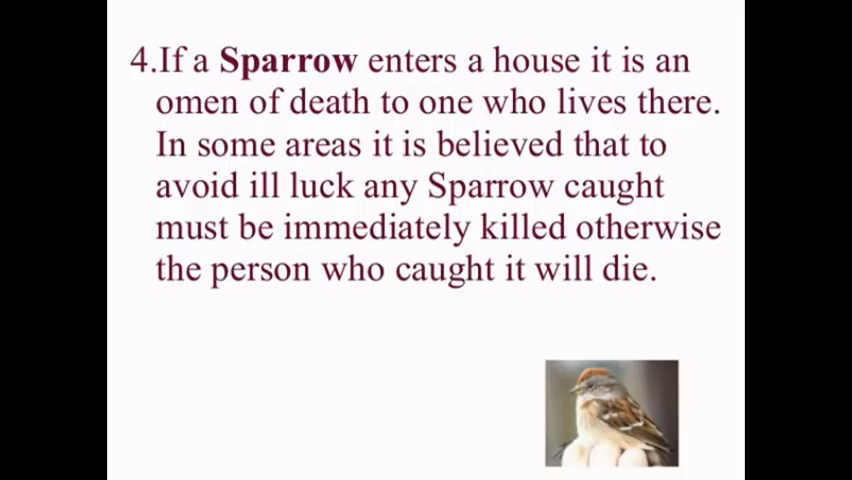 4.If a Sparrow enters a house it is an
omen of death to one who lives there.
In some areas it is believed that to
avoid ill luck any Sparrow caught
must be immediately killed otherwise
the person who caught it will die.